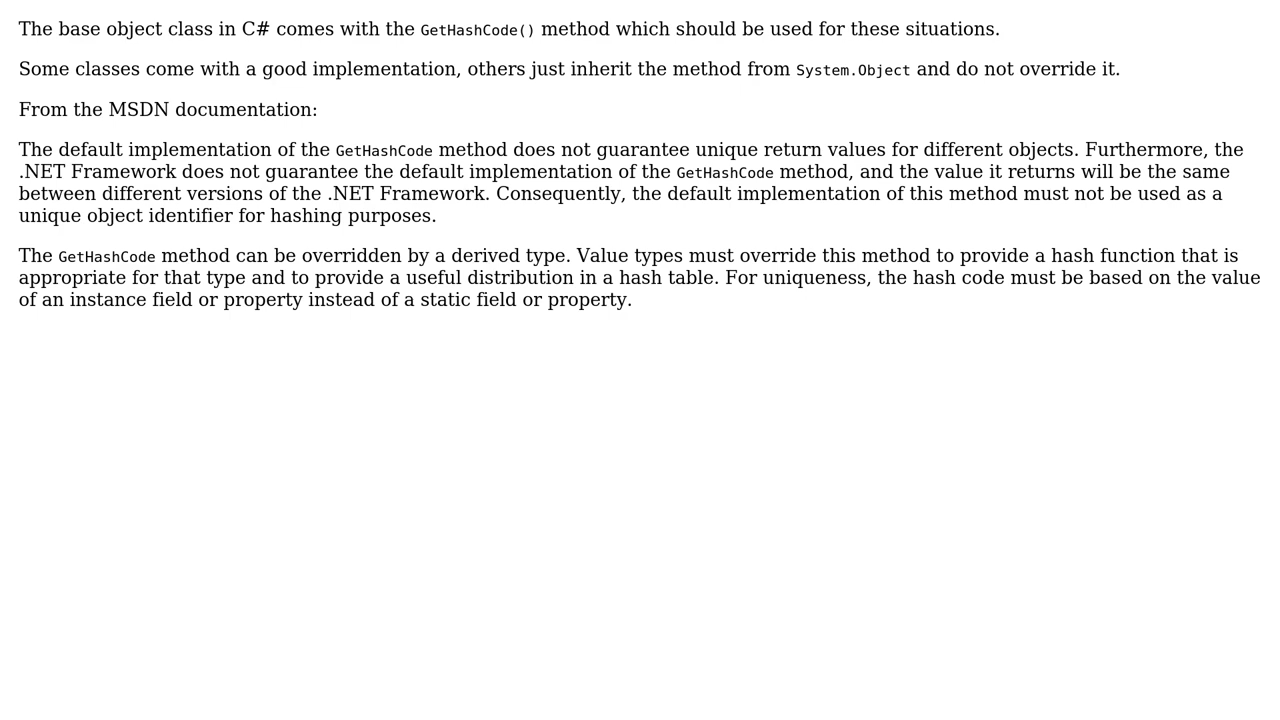 The base object class in C# comes with the GetHashCode() method which should be used for these situations.
Some classes come with a good implementation, others just inherit the method from System.Object and do not override it.
From the MSDN documentation:
The default implementation of the GetHashCode method does not guarantee unique return values for different objects. Furthermore, the
.NET Framework does not guarantee the default implementation of the GetHashCode method, and the value it returns will be the same
between different versions of the .NET Framework. Consequently, the default implementation of this method must not be used as a
unique object identifier for hashing purposes.
The GetHashCode method can be overridden by a derived type. Value types must override this method to provide a hash function that is
appropriate for that type and to provide a useful distribution in a hash table. For uniqueness, the hash code must be based on the value
of an instance field or property instead of a static field or property.